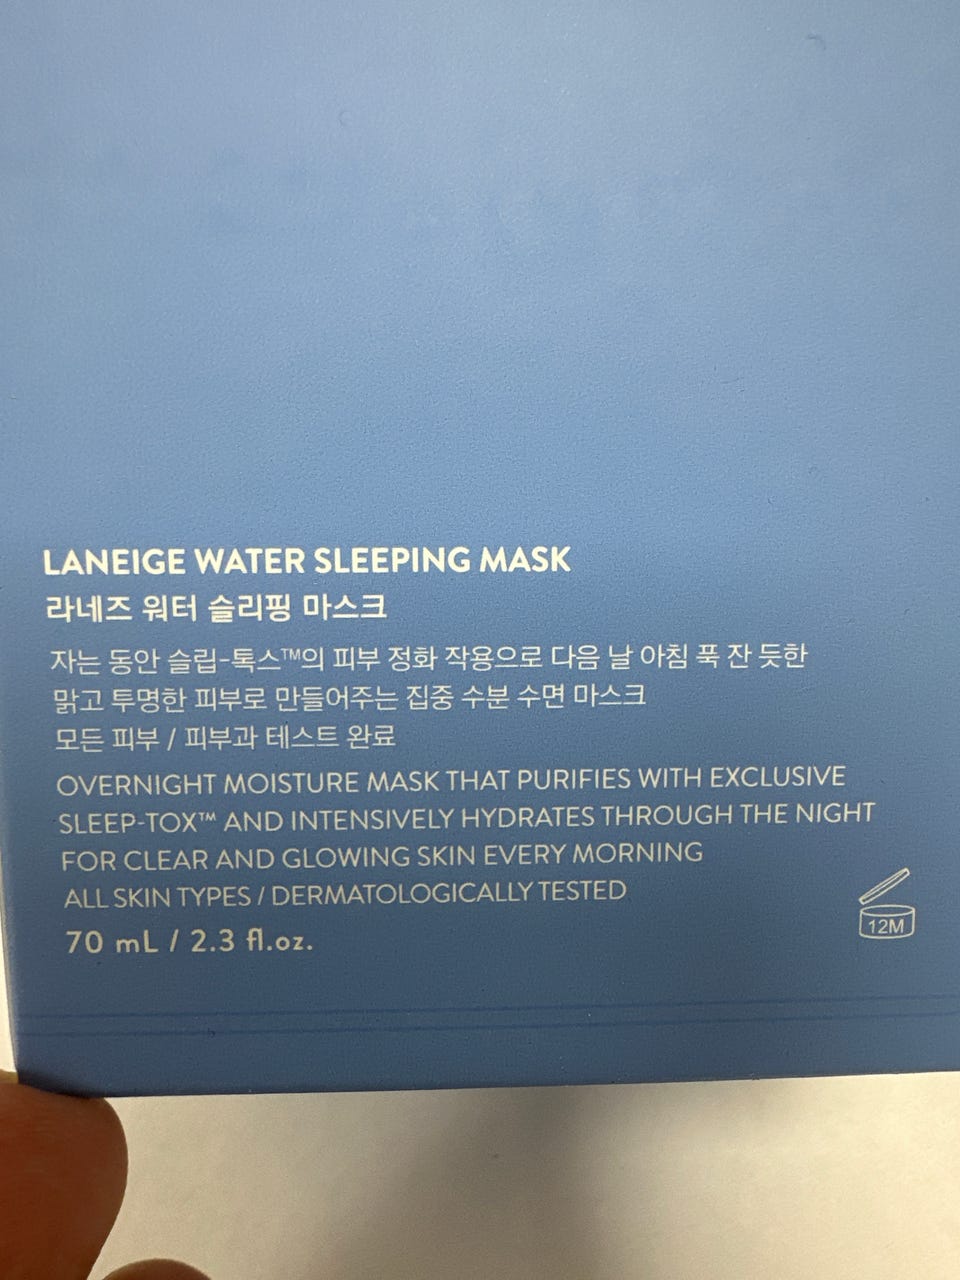 LANEIGE WATER SLEEPING MASK
라네즈 워터 슬리핑 마스크
자는 동안 슬립-톡스™의 피부 정화 작용으로 다음 날 아침 푹 잔 듯한
맑고 투명한 피부로 만들어주는 집중 수분 수면 마스크
모든 피부 / 피부과 테스트 완료
OVERNIGHT MOISTURE MASK THAT PURIFIES WITH EXCLUSIVE
SLEEP-TOX™ AND INTENSIVELY HYDRATES THROUGH THE NIGHT
FOR CLEAR AND GLOWING SKIN EVERY MORNING
ALL SKIN TYPES / DERMATOLOGICALLY TESTED
70 mL / 2.3 fl.oz.
12M